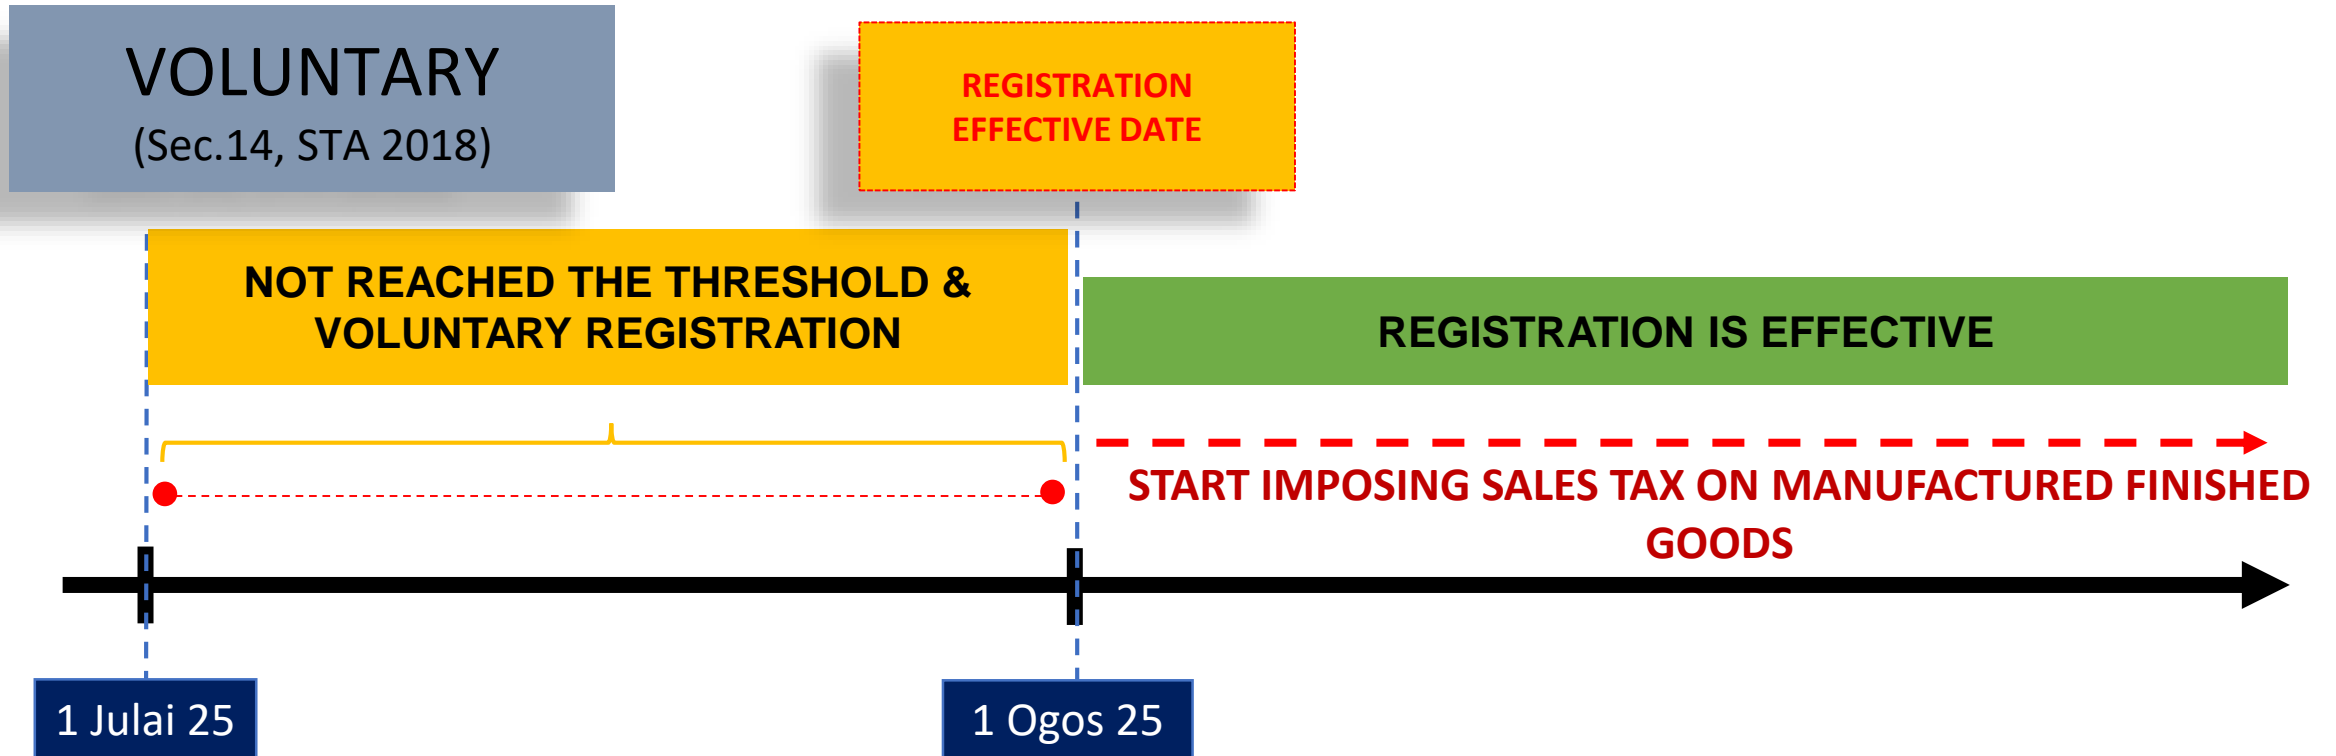 VOLUNTARY
(Sec.14, STA 2018)
REGISTRATION
EFFECTIVE DATE
NOT REACHED THE THRESHOLD &
VOLUNTARY REGISTRATION
REGISTRATION IS EFFECTIVE
START IMPOSING SALES TAX ON MANUFACTURED FINISHED
GOODS
1 Julai 25
1 Ogos 25